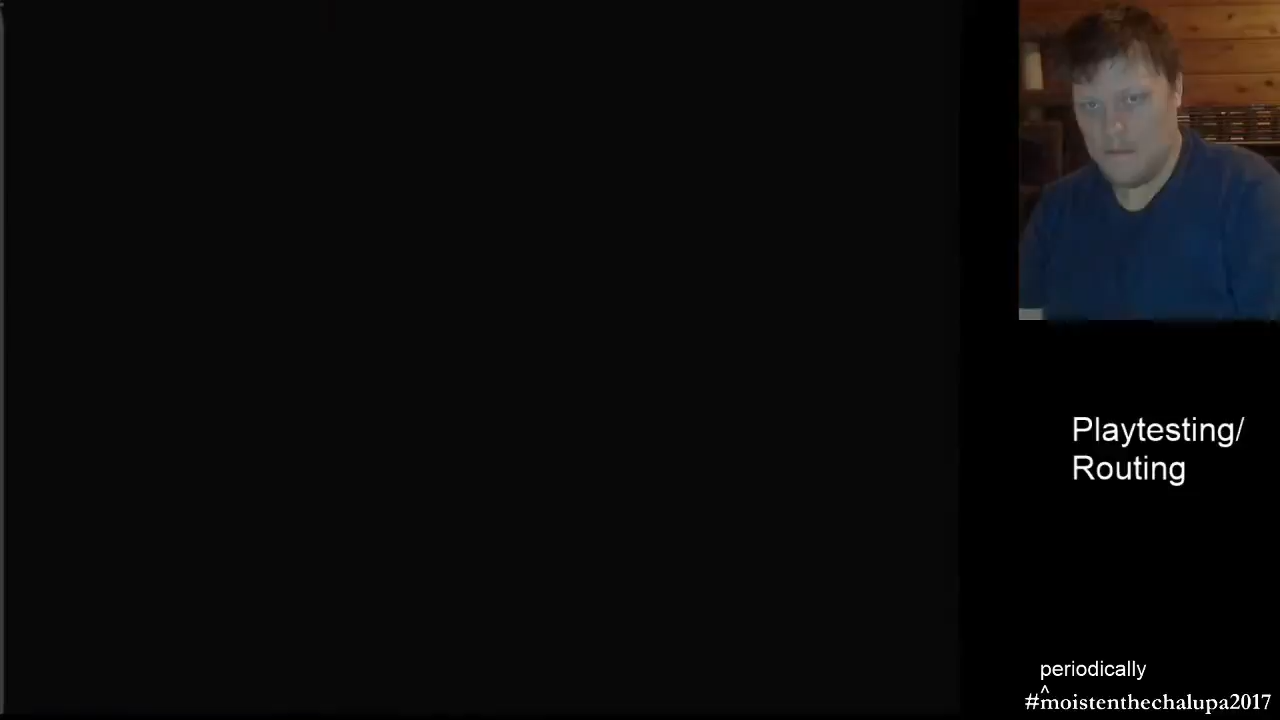 Playtesting/
Routing
periodically
^
#moistenthechalupa2017